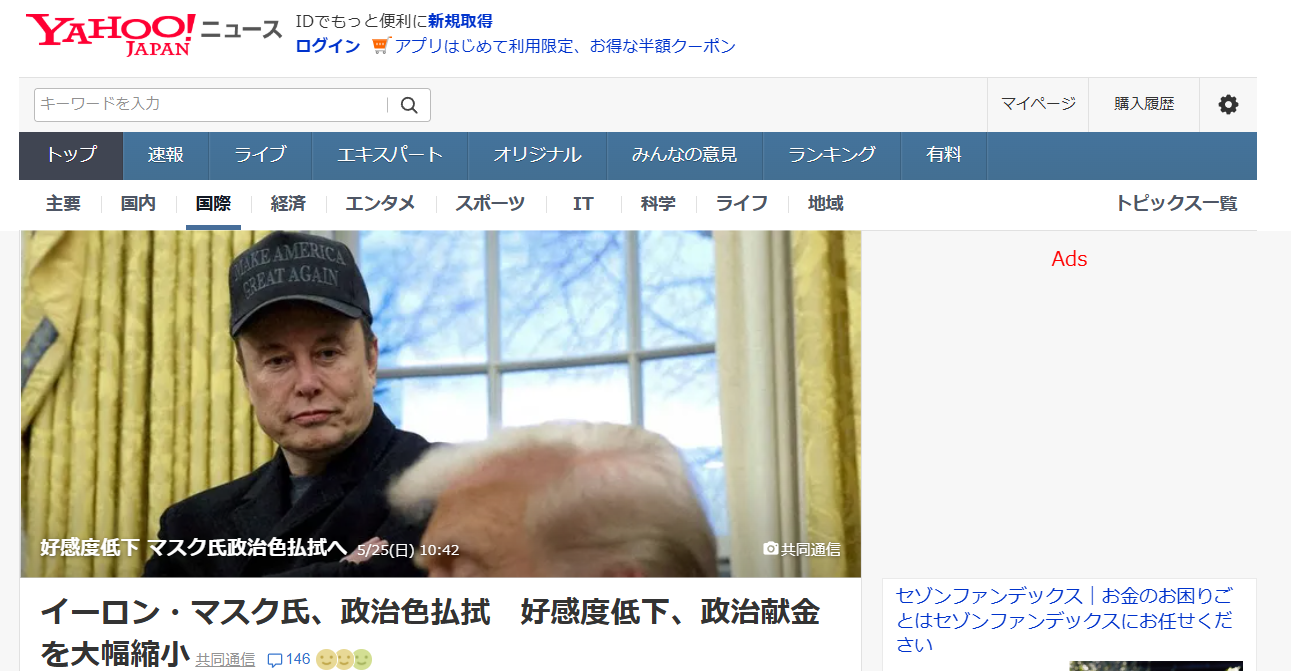 YAHOO! JAPAN ニュース
IDでもっと便利に新規取得
ログイン アプリはじめて利用限定、お得な半額クーポン
キーワードを入力
マイページ 購入履歴
トップ 速報 ライブ エキスパート オリジナル みんなの意見 ランキング 有料
主要 国内 国際 経済 エンタメ スポーツ IT 科学 ライフ 地域 トピックス一覧
MAKE AMERICA
GREAT AGAIN
好感度低下 マスク氏政治色払拭へ 5/25(日) 10:42 共同通信
イーロン・マスク氏、政治色払拭　好感度低下、政治献金
を大幅縮小 共同通信 146
Ads
セゾンファンデックス｜お金のお困りご
とはセゾンファンデックスにお任せくだ
さい